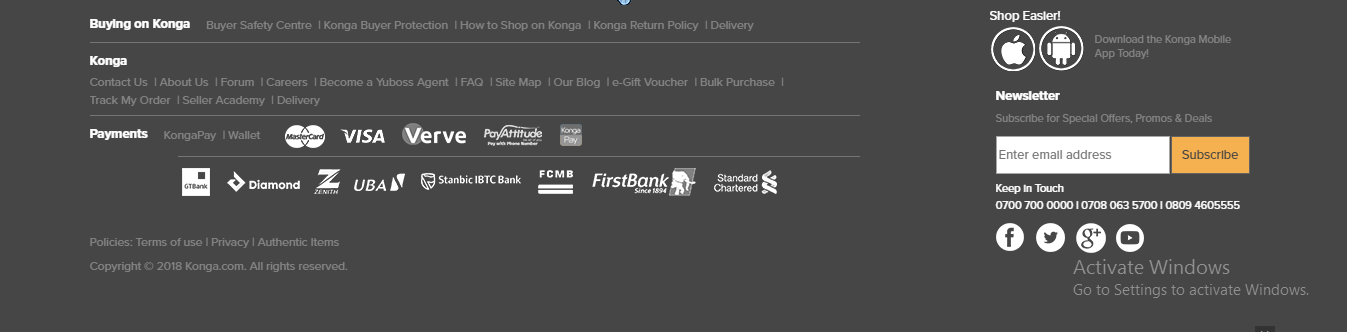 Buying on Konga Buyer Safety Centre | Konga Buyer Protection | How to Shop on Konga | Konga Return Policy | Delivery
Konga
Contact Us | About Us | Forum | Careers | Become a Yuboss Agent | FAQ | Site Map | Our Blog | e-Gift Voucher | Bulk Purchase |
Track My Order | Seller Academy | Delivery
Payments KongaPay | Wallet MasterCard VISA Verve PayAttitude Konga
Pay with Phone Number Pay
GTBank Diamond ZENITH UBA Stanbic IBTC Bank FCMB FirstBank Standard
Since 1894 Chartered
Policies: Terms of use | Privacy | Authentic Items
Copyright © 2018 Konga.com. All rights reserved.
Shop Easier!
Download the Konga Mobile
App Today!
Newsletter
Subscribe for Special Offers, Promos & Deals
Enter email address Subscribe
Keep In Touch
0700 700 0000 | 0708 063 5700 | 0809 4605555
f g+ You
Activate Windows
Go to Settings to activate Windows.